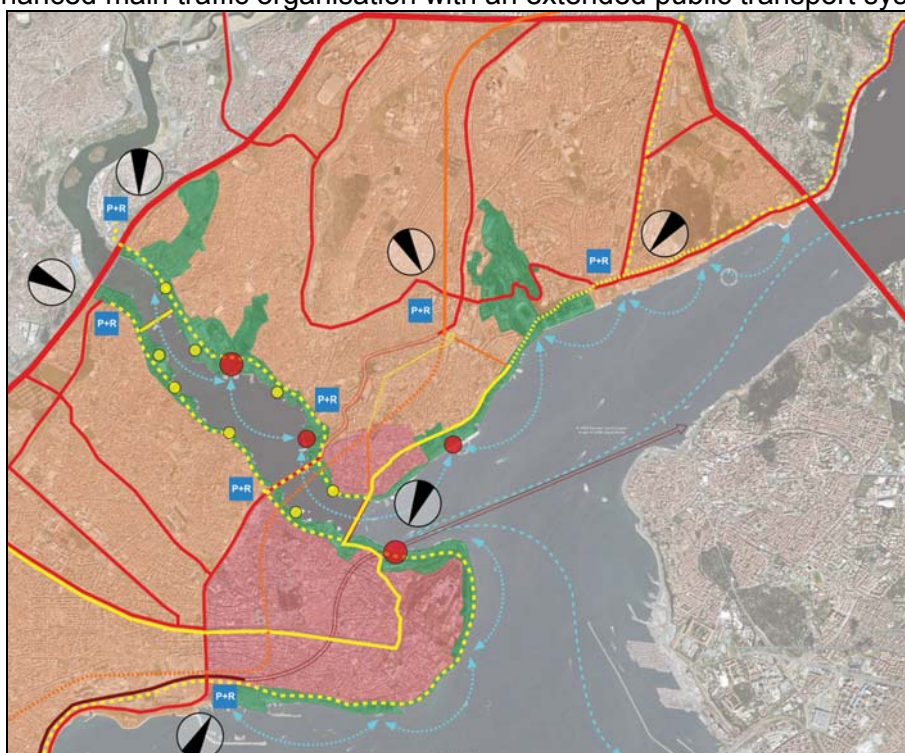 hanced main traffic organisation with an extended public transport sys
P+R
P+R
P+R
P+R
P+R
P+R
P+R